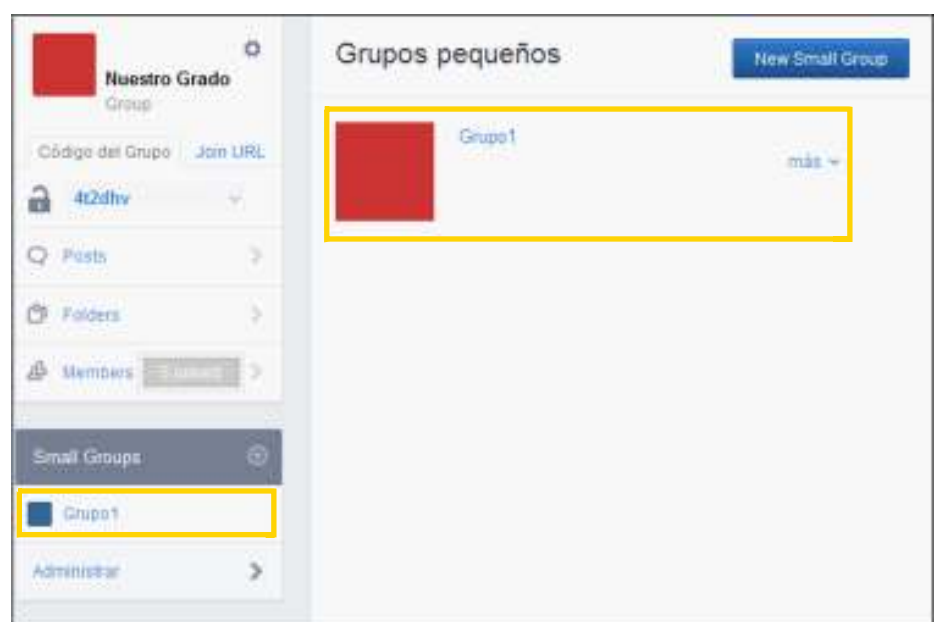 Nuestro Grado
Group
Código del Grupo Join URL
4t2dhv
Posts
Folders
Members
Small Groups
Grupo1
Administrar
Grupos pequeños
New Small Group
Grupo1
más